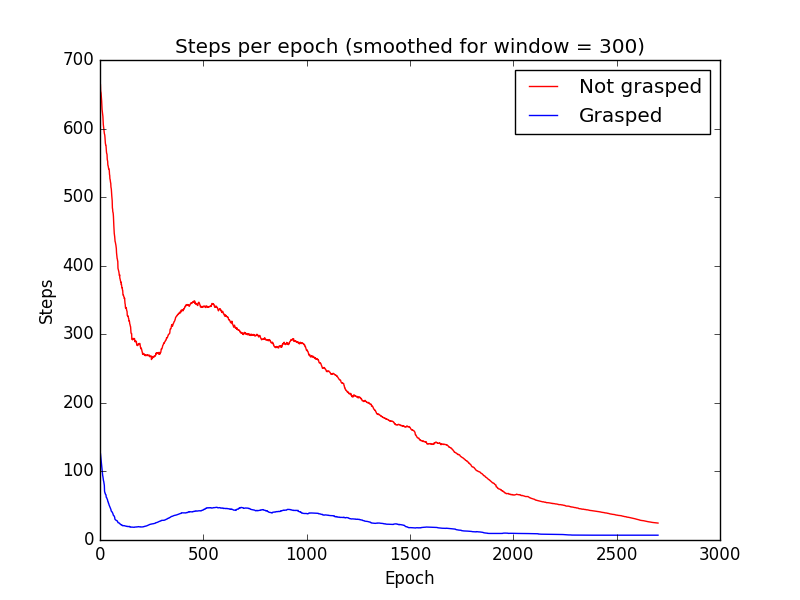 Steps per epoch (smoothed for window = 300)
700
600
500
400
300
200
100
0
Steps
Not grasped
Grasped
0 500 1000 1500 2000 2500 3000
Epoch